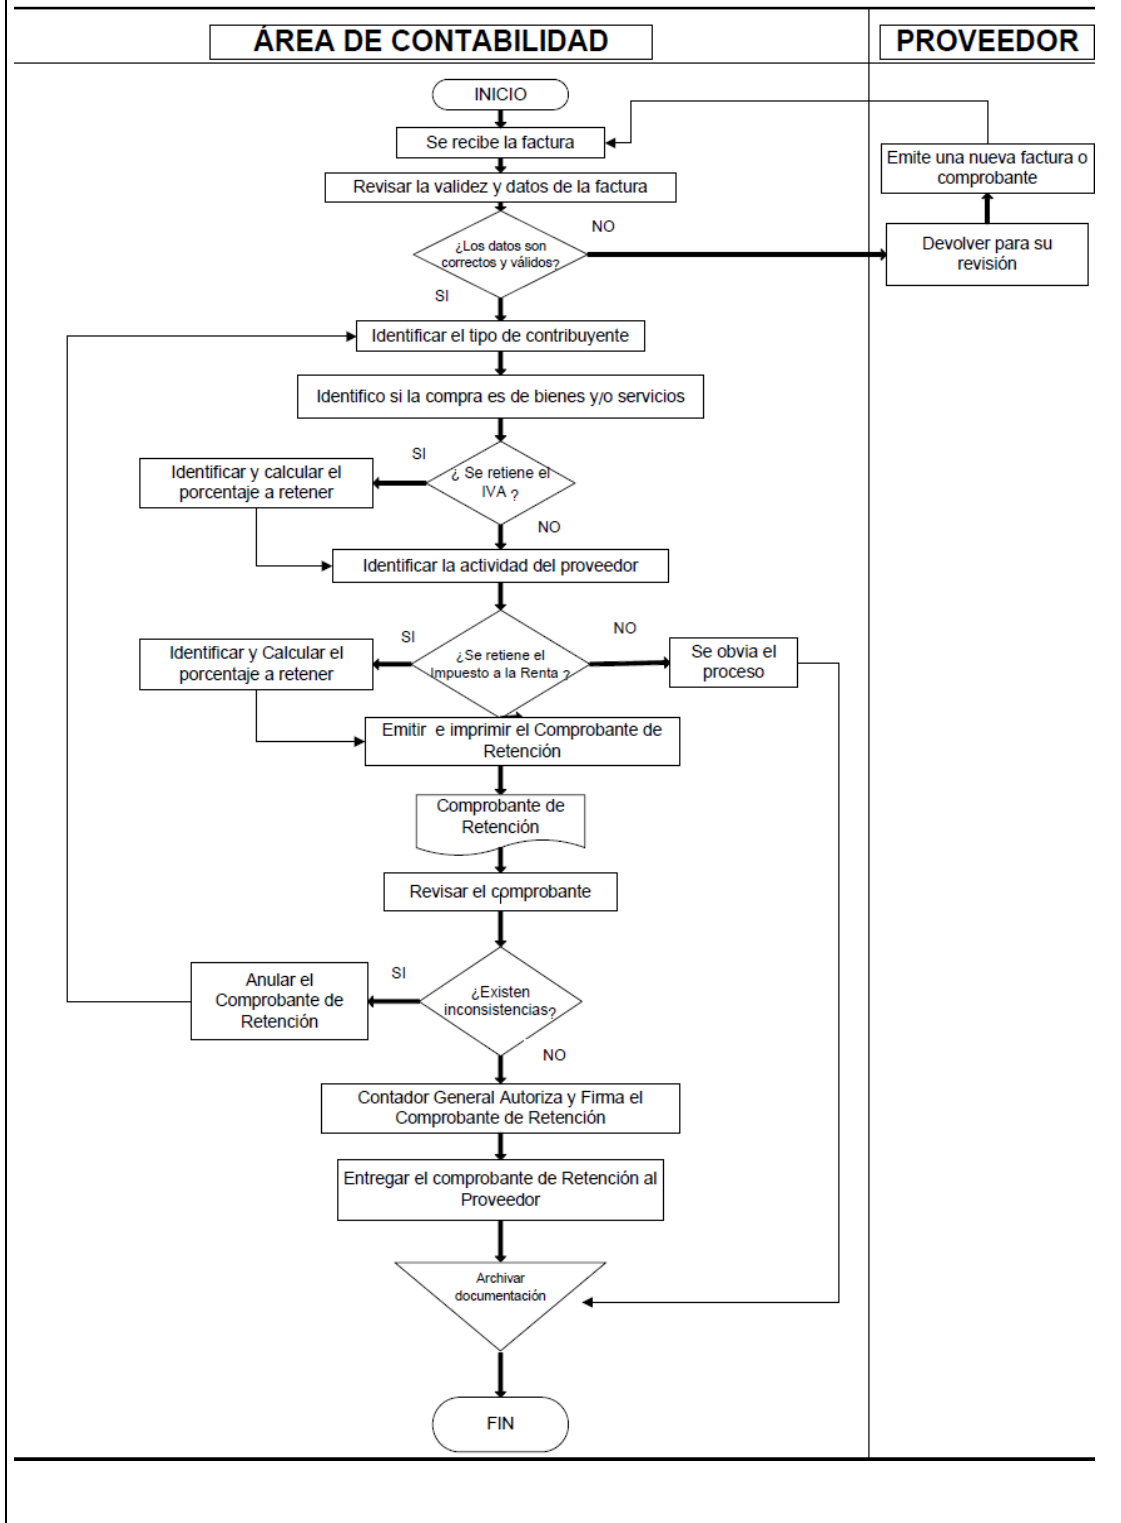 ÁREA DE CONTABILIDAD
PROVEEDOR
INICIO
Se recibe la factura
Emite una nueva factura o
comprobante
Revisar la validez y datos de la factura
NO
¿Los datos son
correctos y válidos?
Devolver para su
revisión
SI
Identificar el tipo de contribuyente
Identifico si la compra es de bienes y/o servicios
SI
Identificar y calcular el
porcentaje a retener
¿ Se retiene el
IVA ?
NO
Identificar la actividad del proveedor
SI
NO
Identificar y Calcular el
porcentaje a retener
¿Se retiene el
Impuesto a la Renta ?
Se obvia el
proceso
Emitir e imprimir el Comprobante de
Retención
Comprobante de
Retención
Revisar el comprobante
SI
Anular el
Comprobante de
Retención
¿Existen
inconsistencias?
NO
Contador General Autoriza y Firma el
Comprobante de Retención
Entregar el comprobante de Retención al
Proveedor
Archivar
documentación
FIN